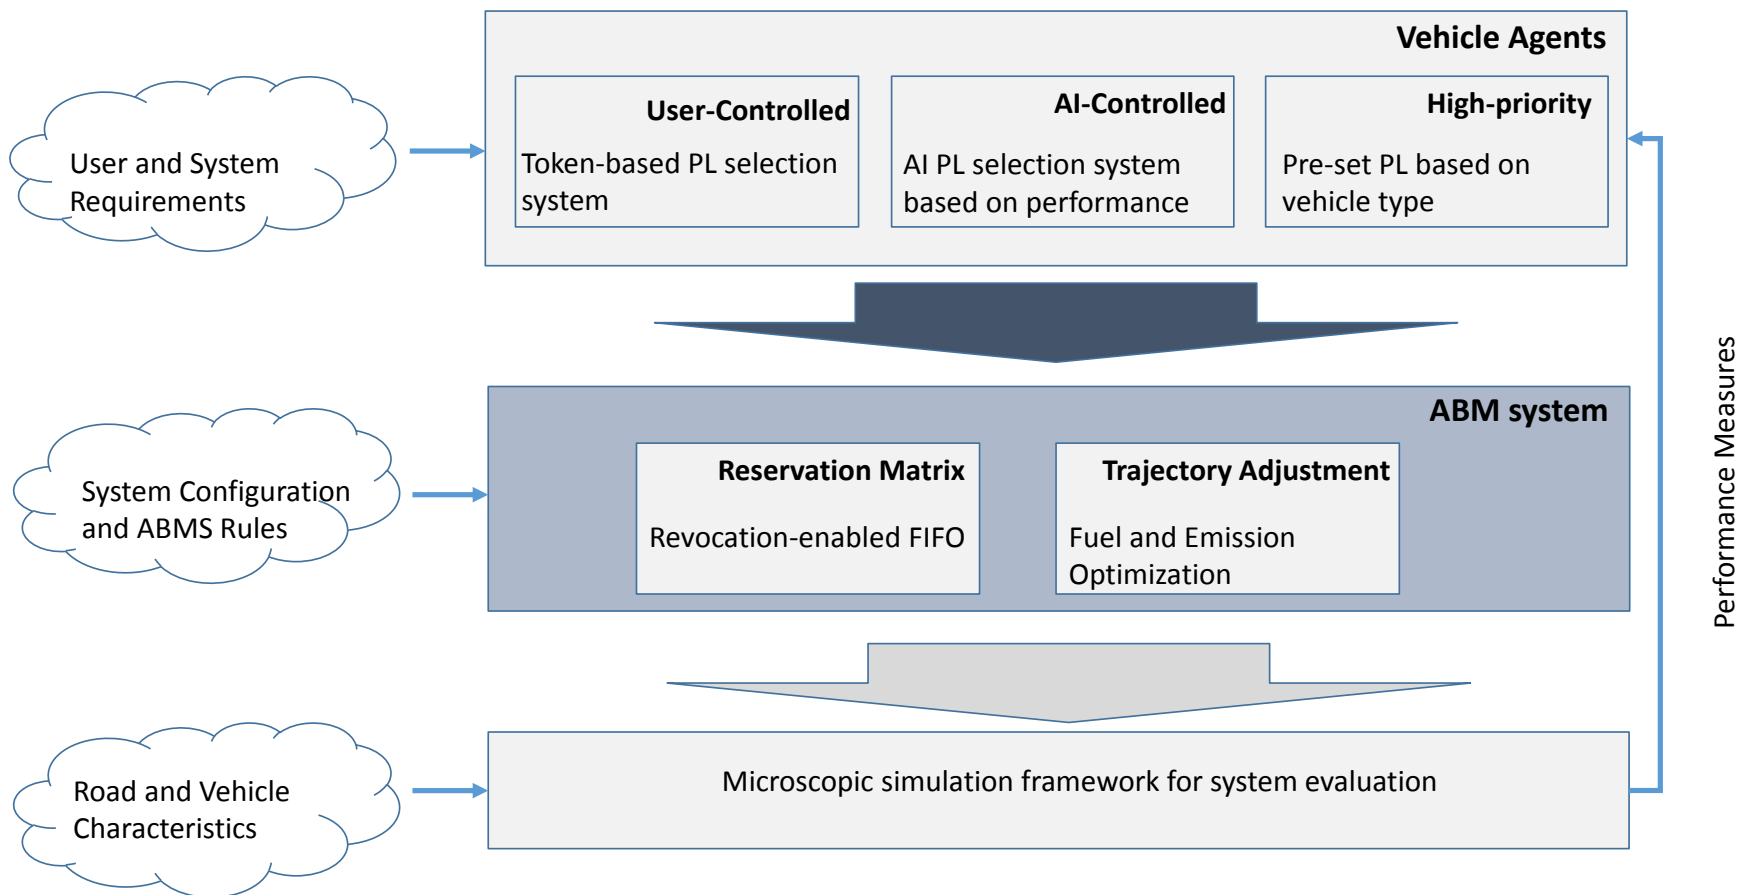 Vehicle Agents
User and System
Requirements
User-Controlled
Token-based PL selection
system
AI-Controlled
AI PL selection system
based on performance
High-priority
Pre-set PL based on
vehicle type
Performance Measures
ABM system
System Configuration
and ABMS Rules
Reservation Matrix
Revocation-enabled FIFO
Trajectory Adjustment
Fuel and Emission
Optimization
Road and Vehicle
Characteristics
Microscopic simulation framework for system evaluation